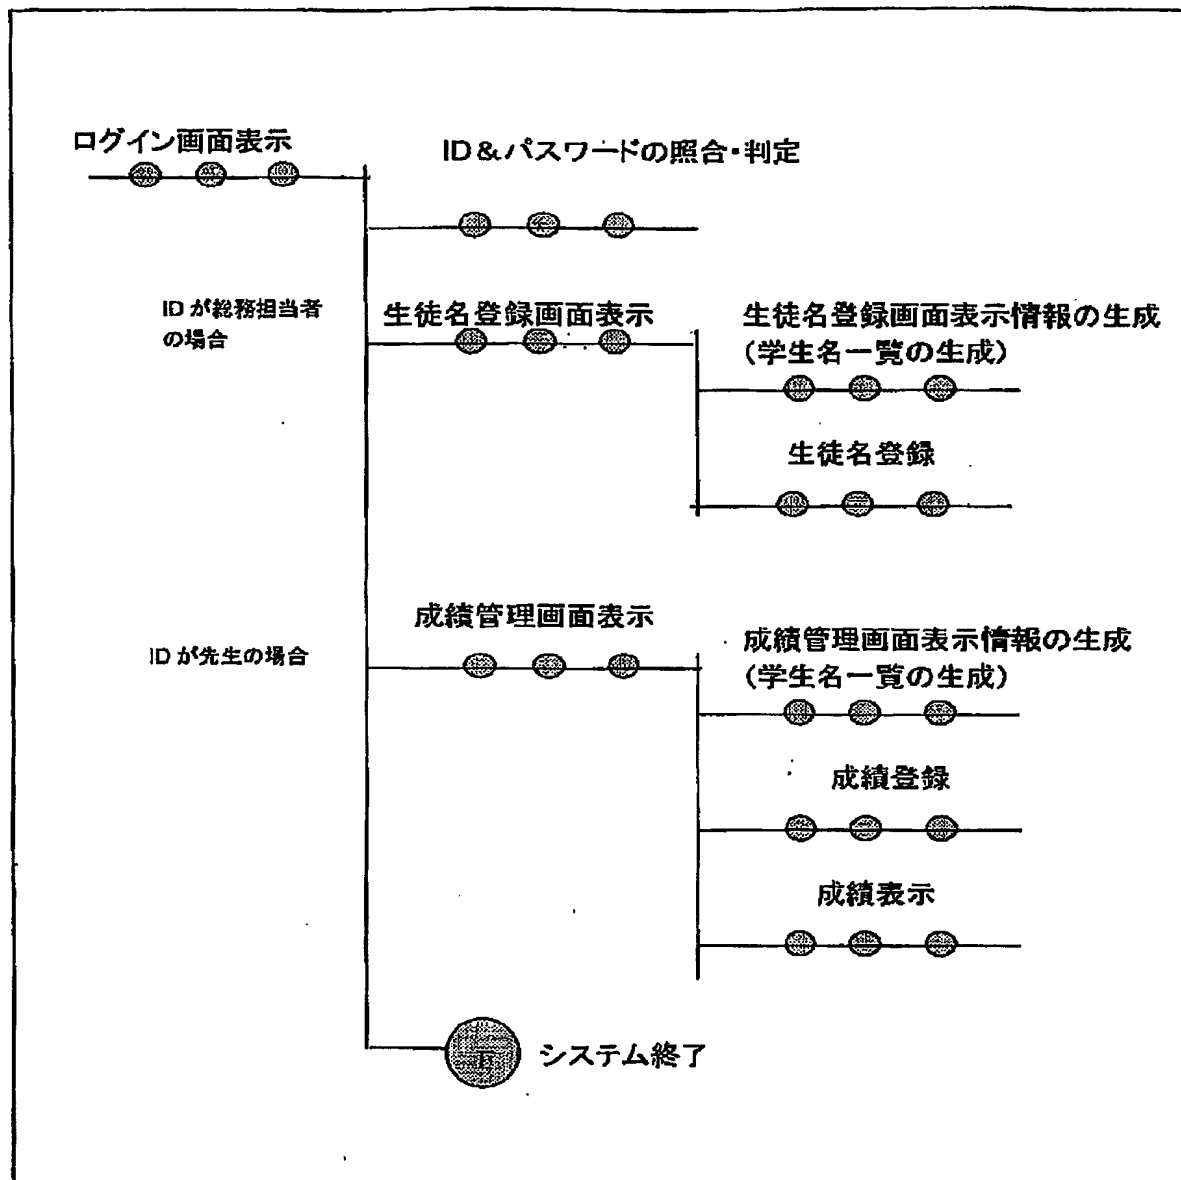 ログイン画面表示
ID&パスワードの照合・判定
IDが総務担当者
の場合
生徒名登録画面表示
生徒名登録画面表示情報の生成
(学生名一覧の生成)
生徒名登録
IDが先生の場合
成績管理画面表示
成績管理画面表示情報の生成
(学生名一覧の生成)
成績登録
成績表示
システム終了